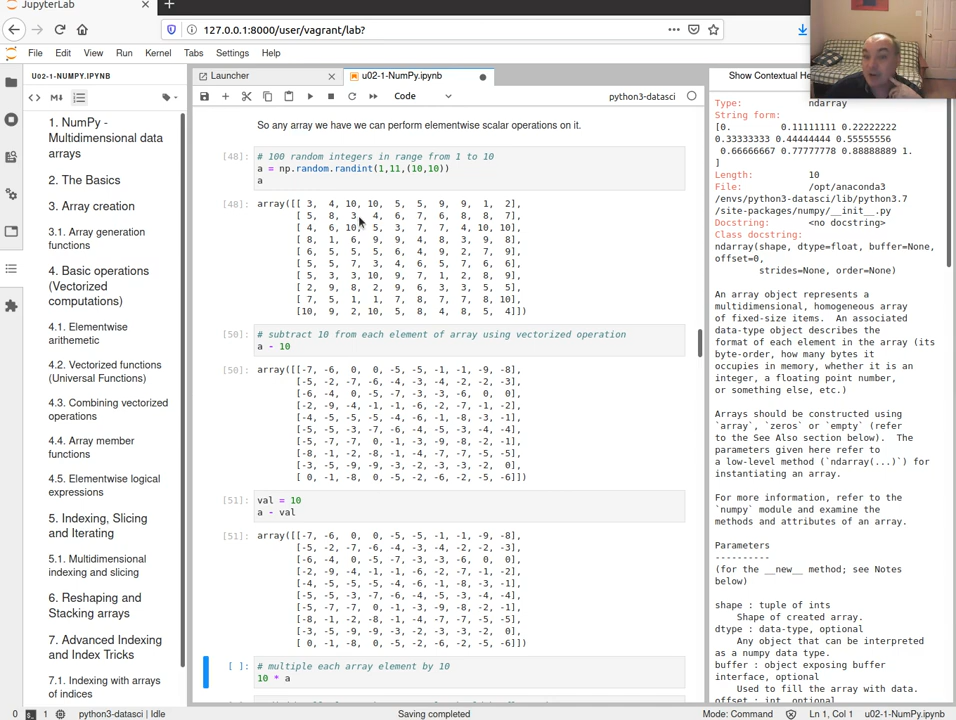 JupyterLab
127.0.0.1:8000/user/vagrant/lab?
File Edit View Run Kernel Tabs Settings Help
U02-1-NUMPY.IPYNB
1. NumPy -
Multidimensional data
arrays
2. The Basics
3. Array creation
3.1. Array generation
functions
4. Basic operations
(Vectorized
computations)
4.1. Elementwise
arithemetic
4.2. Vectorized functions
(Universal Functions)
4.3. Combining vectorized
operations
4.4. Array member
functions
4.5. Elementwise logical
expressions
5. Indexing, Slicing
and Iterating
5.1. Multidimensional
indexing and slicing
6. Reshaping and
Stacking arrays
7. Advanced Indexing
and Index Tricks
7.1. Indexing with arrays
of indices
Launcher
u02-1-NumPy.ipynb
Code
python3-datasci
So any array we have we can perform elementwise scalar operations on it.
[48]: # 100 random integers in range from 1 to 10
a = np.random.randint(1,11,(10,10))
a
[48]: array([[ 3, 4, 10, 10, 5, 5, 9, 9, 1, 2],
[ 5, 8, 3, 4, 6, 7, 6, 8, 8, 7],
[ 4, 6, 10, 5, 3, 7, 7, 4, 10, 10],
[ 8, 1, 6, 9, 9, 4, 8, 3, 9, 8],
[ 6, 5, 5, 5, 6, 4, 9, 2, 7, 9],
[ 5, 5, 7, 3, 4, 6, 5, 7, 6, 6],
[ 5, 3, 3, 10, 9, 7, 1, 2, 8, 9],
[ 2, 9, 8, 2, 9, 6, 3, 3, 5, 5],
[ 7, 5, 1, 1, 7, 8, 7, 7, 8, 10],
[10, 9, 2, 10, 5, 8, 4, 8, 5, 4]])
[50]: # subtract 10 from each element of array using vectorized operation
a - 10
[50]: array([[-7, -6, 0, 0, -5, -5, -1, -1, -9, -8],
[-5, -2, -7, -6, -4, -3, -4, -2, -2, -3],
[-6, -4, 0, -5, -7, -3, -3, -6, 0, 0],
[-2, -9, -4, -1, -1, -6, -2, -7, -1, -2],
[-4, -5, -5, -5, -4, -6, -1, -8, -3, -1],
[-5, -5, -3, -7, -6, -4, -5, -3, -4, -4],
[-5, -7, -7, 0, -1, -3, -9, -8, -2, -1],
[-8, -1, -2, -8, -1, -4, -7, -7, -5, -5],
[-3, -5, -9, -9, -3, -2, -3, -3, -2, 0],
[ 0, -1, -8, 0, -5, -2, -6, -2, -5, -6]])
[51]: val = 10
a - val
[51]: array([[-7, -6, 0, 0, -5, -5, -1, -1, -9, -8],
[-5, -2, -7, -6, -4, -3, -4, -2, -2, -3],
[-6, -4, 0, -5, -7, -3, -3, -6, 0, 0],
[-2, -9, -4, -1, -1, -6, -2, -7, -1, -2],
[-4, -5, -5, -5, -4, -6, -1, -8, -3, -1],
[-5, -5, -3, -7, -6, -4, -5, -3, -4, -4],
[-5, -7, -7, 0, -1, -3, -9, -8, -2, -1],
[-8, -1, -2, -8, -1, -4, -7, -7, -5, -5],
[-3, -5, -9, -9, -3, -2, -3, -3, -2, 0],
[ 0, -1, -8, 0, -5, -2, -6, -2, -5, -6]])
[ ]: # multiple each array element by 10
10 * a
Show Contextual He
Type: ndarray
String form:
[0. 0.11111111 0.22222222
0.33333333 0.44444444 0.55555556
0.66666667 0.77777778 0.88888889 1.
]
Length: 10
File: /opt/anaconda3
/envs/python3-datasci/lib/python3.7
/site-packages/numpy/__init__.py
Docstring: <no docstring>
Class docstring:
ndarray(shape, dtype=float, buffer=None,
offset=0,
strides=None, order=None)
An array object represents a
multidimensional, homogeneous array
of fixed-size items. An associated
data-type object describes the
format of each element in the array (its
byte-order, how many bytes it
occupies in memory, whether it is an
integer, a floating point number,
or something else, etc.)
Arrays should be constructed using
`array`, `zeros` or `empty` (refer
to the See Also section below). The
parameters given here refer to
a low-level method (`ndarray(...)`) for
instantiating an array.
For more information, refer to the
`numpy` module and examine the
methods and attributes of an array.
Parameters
----------
(for the __new__ method; see Notes
below)
shape : tuple of ints
Shape of created array.
dtype : data-type, optional
Any object that can be interpreted
as a numpy data type.
buffer : object exposing buffer
interface, optional
Used to fill the array with data.
offset : int, optional
0 1 python3-datasci | Idle Saving completed Mode: Command Ln 1, Col 1 u02-1-NumPy.ipynb